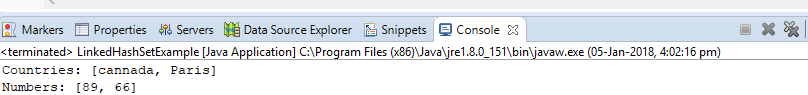 Markers Properties Servers Data Source Explorer Snippets Console
<terminated> LinkedHashSetExample [Java Application] C:\Program Files (x86)\Java\jre1.8.0_151\bin\javaw.exe (05-Jan-2018, 4:02:16 pm)
Countries: [cannada, Paris]
Numbers: [89, 66]